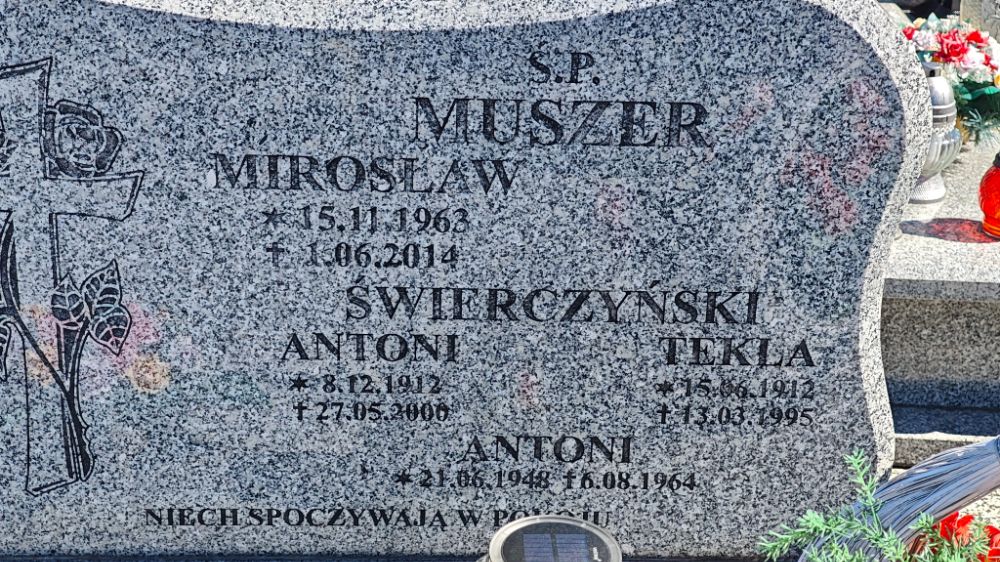 Ś.P.
MUSZER
MIROSŁAW
* 15.11.1963
† 1.06.2014
ŚWIERCZYŃSKI
ANTONI TEKLA
* 8.12.1912 * 15.06.1912
† 27.05.2000 † 13.03.1995
ANTONI
* 21.06.1948 † 6.08.1964
NIECH SPOCZYWAJĄ W POKOJU